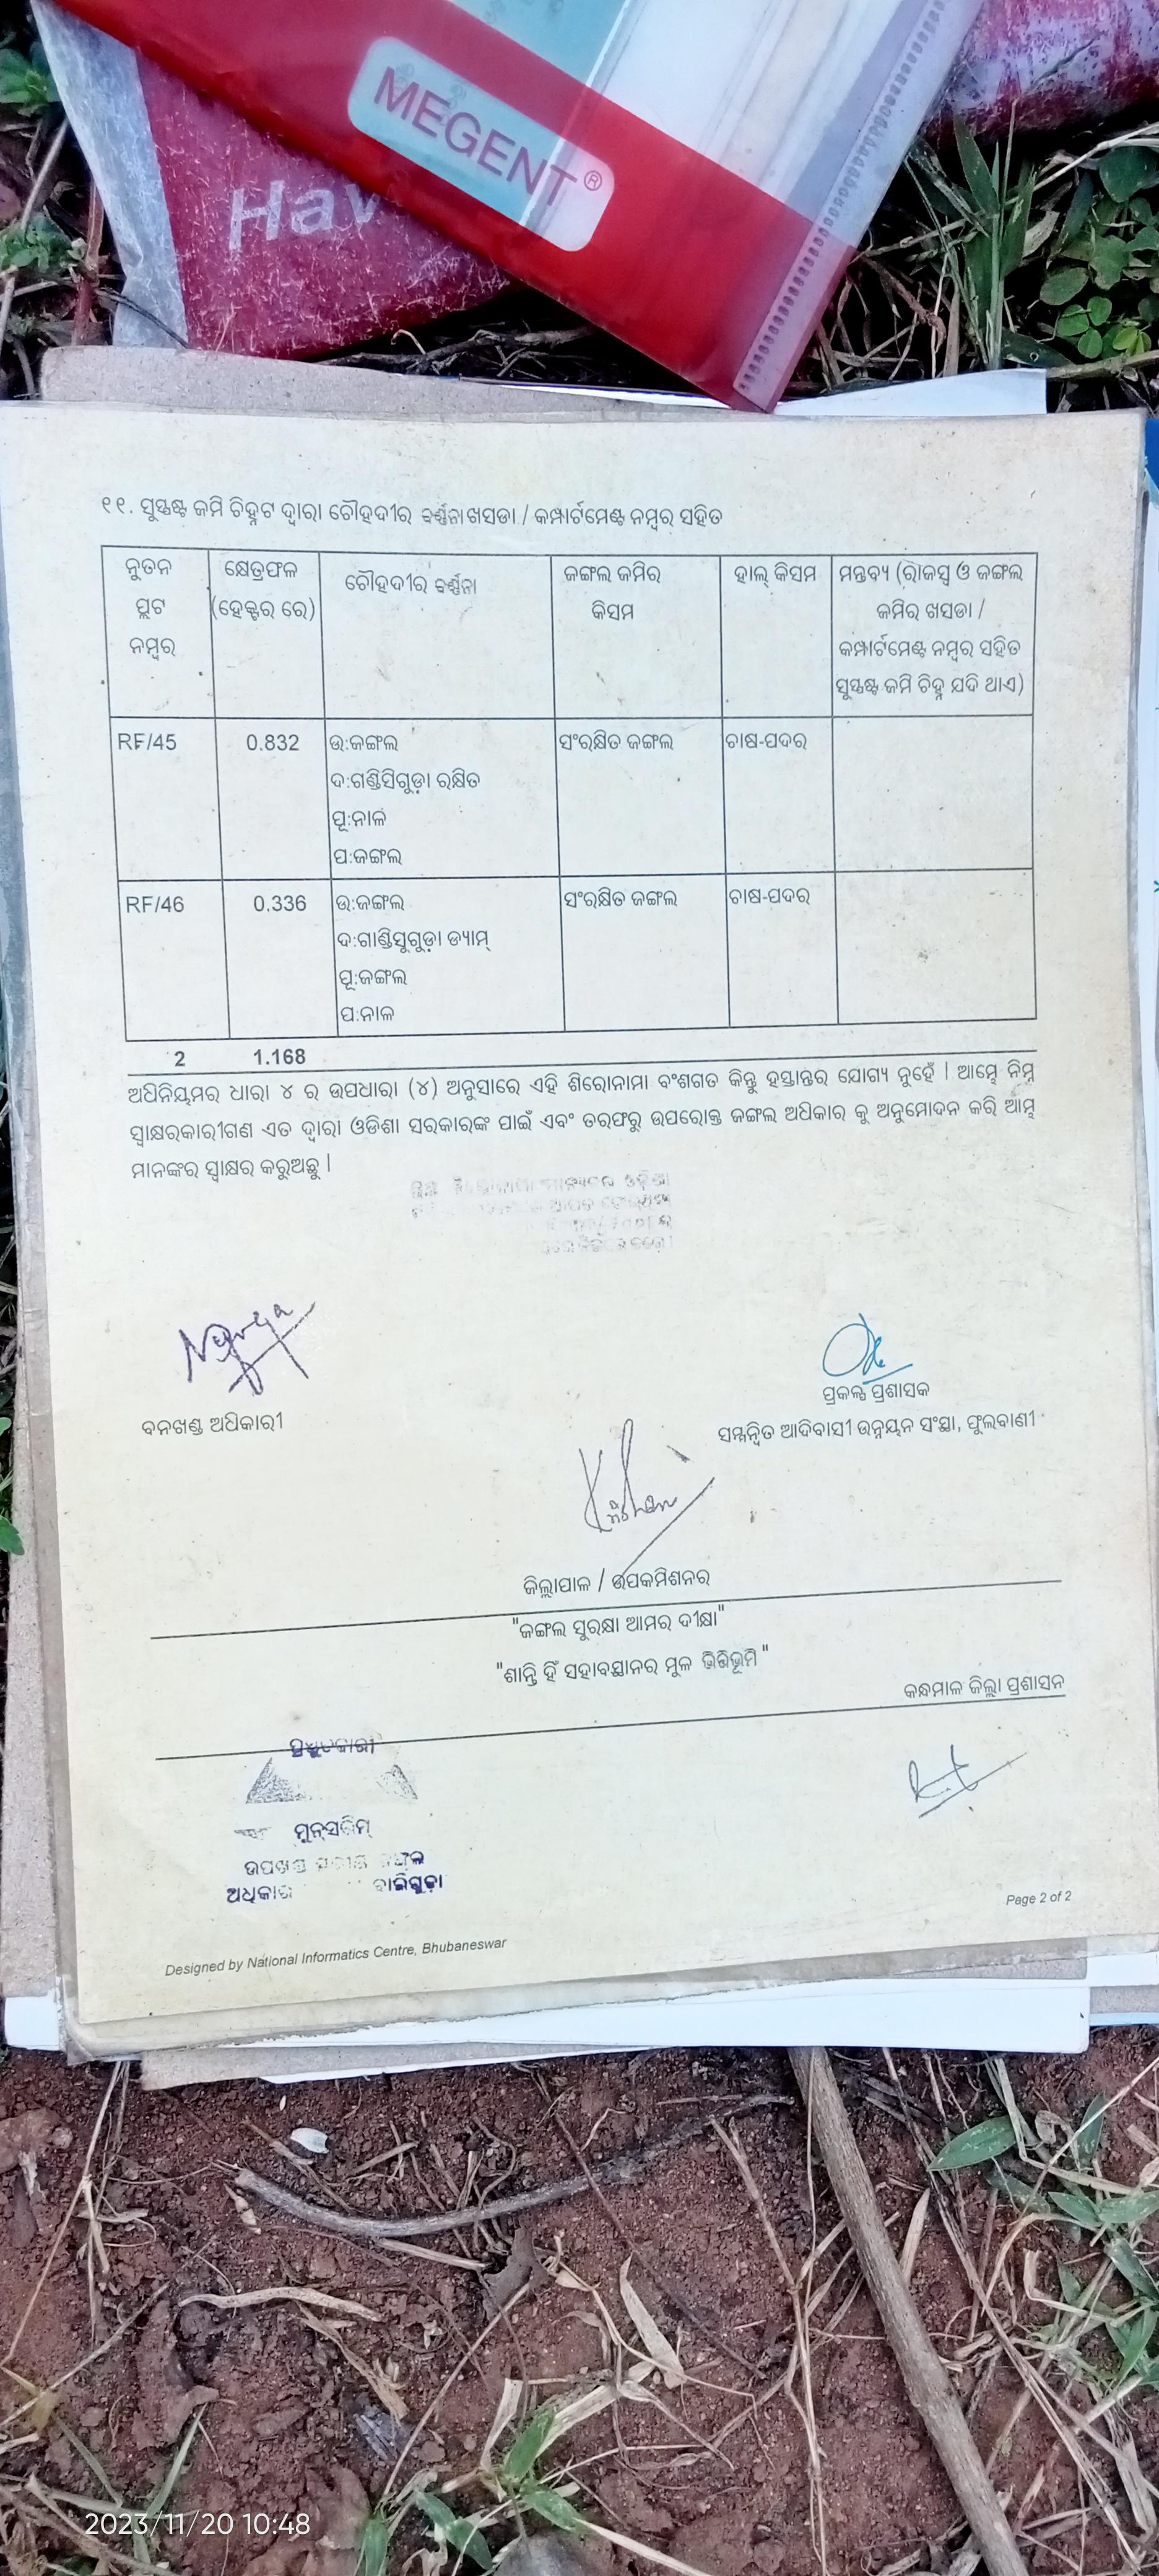 MEGENT®
Hav
୧୧. ସୁସ୍ପଷ୍ଟ ଜମି ଚିହ୍ନଟ ଦ୍ୱାରା ଚୌହଦୀର ବର୍ଣ୍ଣନା ଖସଡା / କମ୍ପାର୍ଟମେଣ୍ଟ ନମ୍ବର ସହିତ
ନୁତନ ପ୍ଲଟ ନମ୍ବର
କ୍ଷେତ୍ରଫଳ (ହେକ୍ଟର ରେ)
ଚୌହଦୀର ବର୍ଣ୍ଣନା
ଜଙ୍ଗଲ ଜମିର କିସମ
ହାଲ୍ କିସମ
ମନ୍ତବ୍ୟ (ରାଜସ୍ୱ ଓ ଜଙ୍ଗଲ
ଜମିର ଖସଡା /
କମ୍ପାର୍ଟମେଣ୍ଟ ନମ୍ବର ସହିତ
ସୁସ୍ପଷ୍ଟ ଜମି ଚିହ୍ନ ଯଦି ଥାଏ)
RF/45 0.832 ଉ:ଜଙ୍ଗଲ ସଂରକ୍ଷିତ ଜଙ୍ଗଲ ଚାଷ-ପଦର
ଦ:ଗଣ୍ଡିସିଗୁଡ଼ା ରକ୍ଷିତ
ପୂ:ନାଳ
ପ:ଜଙ୍ଗଲ
RF/46 0.336 ଉ:ଜଙ୍ଗଲ ସଂରକ୍ଷିତ ଜଙ୍ଗଲ ଚାଷ-ପଦର
ଦ:ଗାଣ୍ଡିସୁଗୁଡ଼ା ଡ୍ୟାମ୍
ପୂ:ଜଙ୍ଗଲ
ପ:ନାଳ
2 1.168
ଅଧିନିୟମର ଧାରା ୪ ର ଉପଧାରା (୪) ଅନୁସାରେ ଏହି ଶିରୋନାମା ବଂଶଗତ କିନ୍ତୁ ହସ୍ତାନ୍ତର ଯୋଗ୍ୟ ନୁହେଁ । ଆମ୍ଭେ ନିମ୍ନ
ସ୍ୱାକ୍ଷରକାରୀଗଣ ଏତ ଦ୍ୱାରା ଓଡିଶା ସରକାରଙ୍କ ପାଇଁ ଏବଂ ତରଫରୁ ଉପରୋକ୍ତ ଜଙ୍ଗଲ ଅଧିକାର କୁ ଅନୁମୋଦନ କରି ଆମ୍ଭ
ମାନଙ୍କର ସ୍ୱାକ୍ଷର କରୁଅଛୁ ।
ବନଖଣ୍ଡ ଅଧିକାରୀ
ପ୍ରକଳ୍ପ ପ୍ରଶାସକ
ସମ୍ମନ୍ୱିତ ଆଦିବାସୀ ଉନ୍ନୟନ ସଂସ୍ଥା, ଫୁଲବାଣୀ
ଜିଲ୍ଲାପାଳ / ଉପକମିଶନର
"ଜଙ୍ଗଲ ସୁରକ୍ଷା ଆମର ଦୀକ୍ଷା"
"ଶାନ୍ତି ହିଁ ସହାବସ୍ଥାନର ମୁଳ ଭିତ୍ତିଭୂମି"
କନ୍ଧମାଳ ଜିଲ୍ଲା ପ୍ରଶାସନ
ମୁନ୍‌ସରିମ୍
ଉପଖଣ୍ଡ
ଅଧିକାର ବାଲିଗୁଡ଼ା
Page 2 of 2
Designed by National Informatics Centre, Bhubaneswar
2023/11/20 10:48